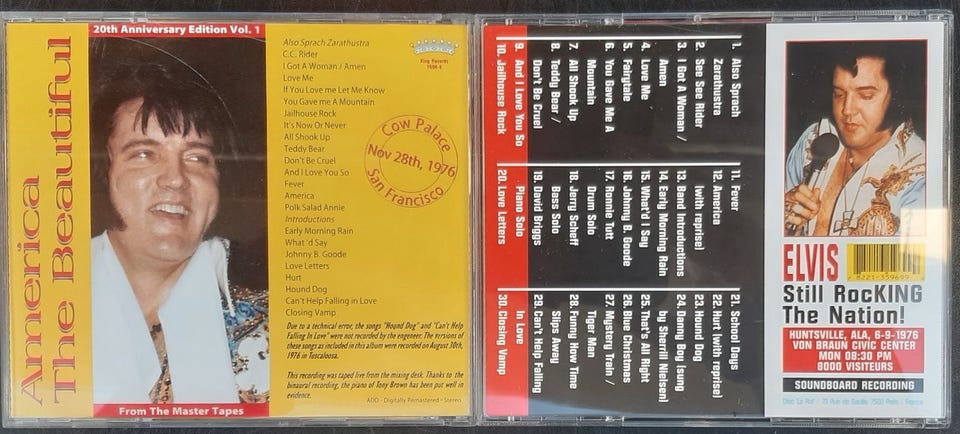 America
The Beautiful
20th Anniversary Edition Vol. 1
King Records
Also Sprach Zarathustra
C.C. Rider
I Got A Woman / Amen
Love Me
If You Love me Let Me Know
You Gave me A Mountain
Jailhouse Rock
It's Now Or Never
All Shook Up
Teddy Bear
Don't Be Cruel
And I Love You So
Fever
America
Polk Salad Annie
Introductions
Early Morning Rain
What 'd Say
Johnny B. Goode
Love Letters
Hurt
Hound Dog
Can't Help Falling in Love
Closing Vamp
Cow Palace
Nov 28th, 1976
San Francisco
Due to a technical error, the songs "Hound Dog" and "Can't Help
Falling In Love" were not recorded by the engeneer. The versions
of these songs as included in this album were recorded on August 30th,
1976 in Tuscaloosa.
This recording was taped live from the mixing desk. Thanks to the
binaural recording, the piano of Tony Brown has been put well in
evidence.
ADD - Digitally Remastered - Stereo
From The Master Tapes
1. Also Sprach
Zarathustra
2. See See Rider
3. I Got A Woman /
Amen
4. Love Me
5. Fairytale
6. You Gave Me A
Mountain
7. All Shook Up
8. Teddy Bear /
Don't Be Cruel
9. And I Love You So
10. Jailhouse Rock
11. Fever
12. America
(with reprise)
13. Band Introductions
14. Early Morning Rain
15. What'd I Say
16. Johnny B. Goode
17. Ronnie Tutt
Drum Solo
18. Jerry Scheff
Bass Solo
19. David Briggs
Piano Solo
20. Love Letters
21. School Days
22. Hurt (with reprise)
23. Hound Dog
24. Danny Boy (sung
by Sherrill Nielsen)
25. That's All Right
26. Blue Christmas
27. Mystery Train /
Tiger Man
28. Funny How Time
Slips Away
29. Can't Help Falling
In Love
30. Closing Vamp
ELVIS
Still RocKING
The Nation!
HUNTSVILLE, ALA, 6-9-1976
VON BRAUN CIVIC CENTER
MON 08:30 PM
8000 VISITEURS
SOUNDBOARD RECORDING